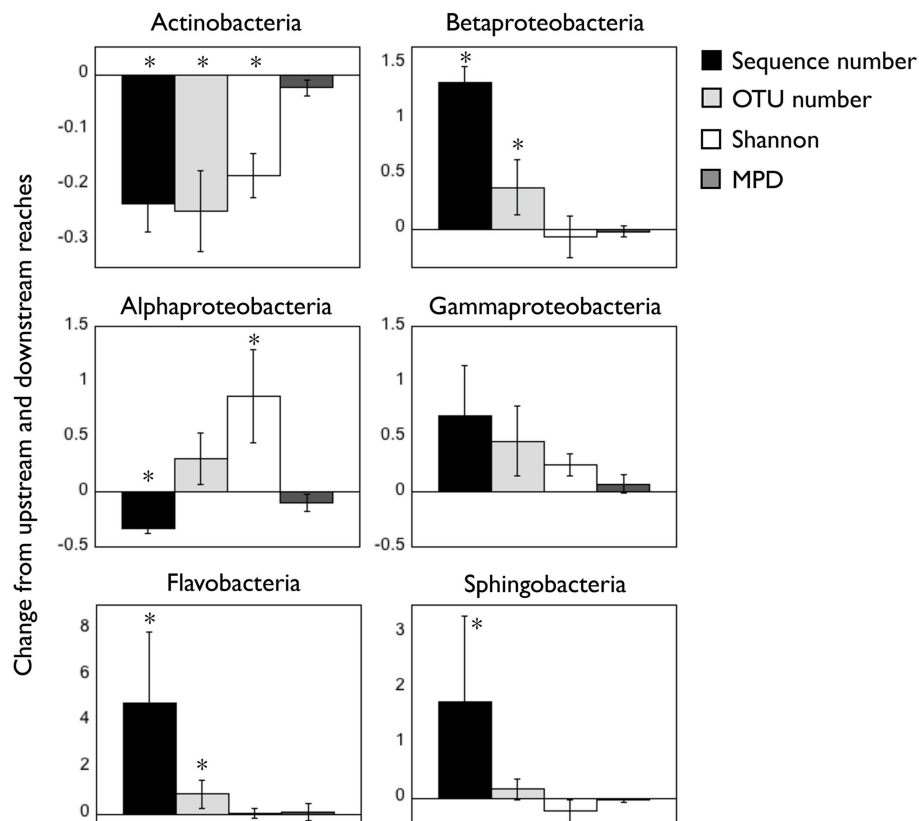 Actinobacteria
* * *
0
-0.1
-0.2
-0.3
Betaproteobacteria
* *
1.5
1
0.5
0
Sequence number
OTU number
Shannon
MPD
Change from upstream and downstream reaches
Alphaproteobacteria
* *
1.5
1
0.5
0
-0.5
Gammaproteobacteria
1.5
1
0.5
0
-0.5
Flavobacteria
* *
8
6
4
2
0
Sphingobacteria
*
3
2
1
0